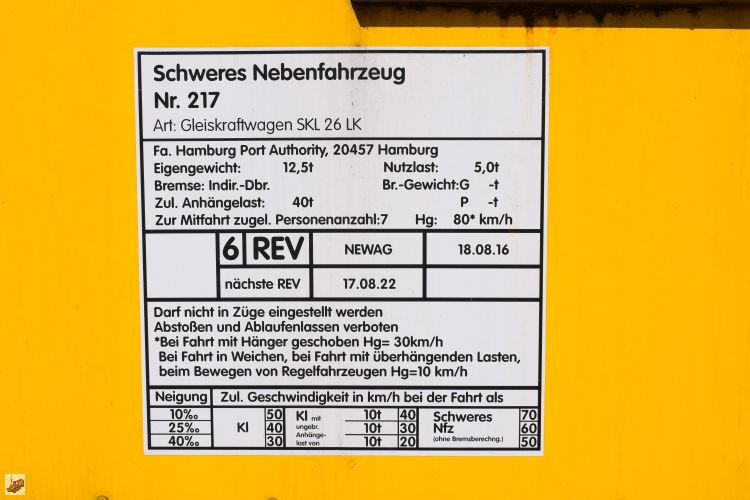 Schweres Nebenfahrzeug
Nr. 217
Art: Gleiskraftwagen SKL 26 LK
Fa. Hamburg Port Authority, 20457 Hamburg
Eigengewicht: 12,5t Nutzlast: 5,0t
Bremse: Indir.-Dbr. Br.-Gewicht:G -t
Zul. Anhängelast: 40t P -t
Zur Mitfahrt zugel. Personenanzahl:7 Hg: 80* km/h
6 REV NEWAG 18.08.16
nächste REV 17.08.22
Darf nicht in Züge eingestellt werden
Abstoßen und Ablaufenlassen verboten
*Bei Fahrt mit Hänger geschoben Hg= 30km/h
Bei Fahrt in Weichen, bei Fahrt mit überhängenden Lasten,
beim Bewegen von Regelfahrzeugen Hg=10 km/h
Neigung Zul. Geschwindigkeit in km/h bei der Fahrt als
10‰ 50 Kl mit 10t 40 Schweres 70
25‰ Kl 40 ungebr. 10t 30 Nfz 60
40‰ 30 Anhänge-last von 10t 20 (ohne Bremsberechng.) 50